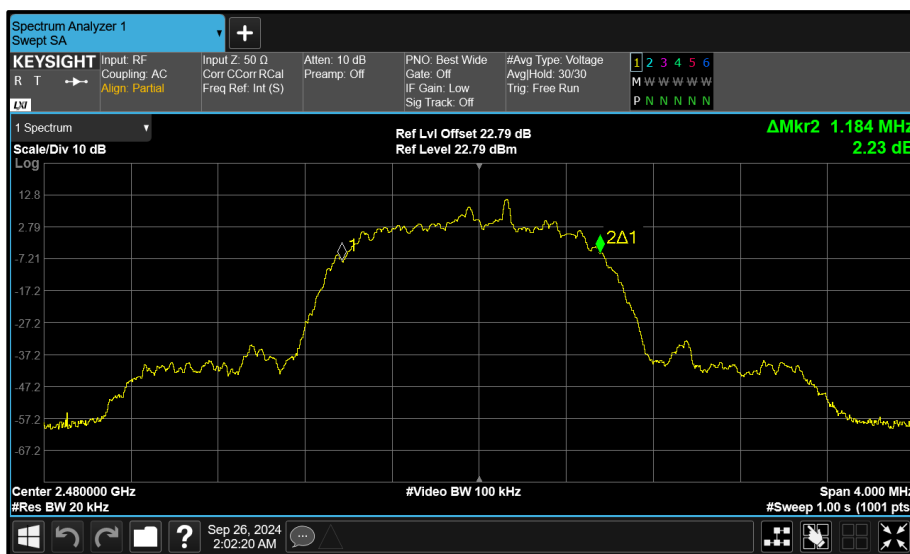 Spectrum Analyzer 1
Swept SA
KEYSIGHT
R T
LXI
Input: RF
Coupling: AC
Align: Partial
Input Z: 50 Ω
Corr CCorr RCal
Freq Ref: Int (S)
Atten: 10 dB
Preamp: Off
PNO: Best Wide
Gate: Off
IF Gain: Low
Sig Track: Off
#Avg Type: Voltage
Avg|Hold: 30/30
Trig: Free Run
1 2 3 4 5 6
M W W W W W
P N N N N N
1 Spectrum
Scale/Div 10 dB
Log
Ref Lvl Offset 22.79 dB
Ref Level 22.79 dBm
ΔMkr2 1.184 MHz
2.23 dB
12.8
2.79
-7.21
-17.2
-27.2
-37.2
-47.2
-57.2
-67.2
1
2Δ1
Center 2.480000 GHz
#Res BW 20 kHz
#Video BW 100 kHz
Span 4.000 MHz
#Sweep 1.00 s (1001 pts
Sep 26, 2024
2:02:20 AM